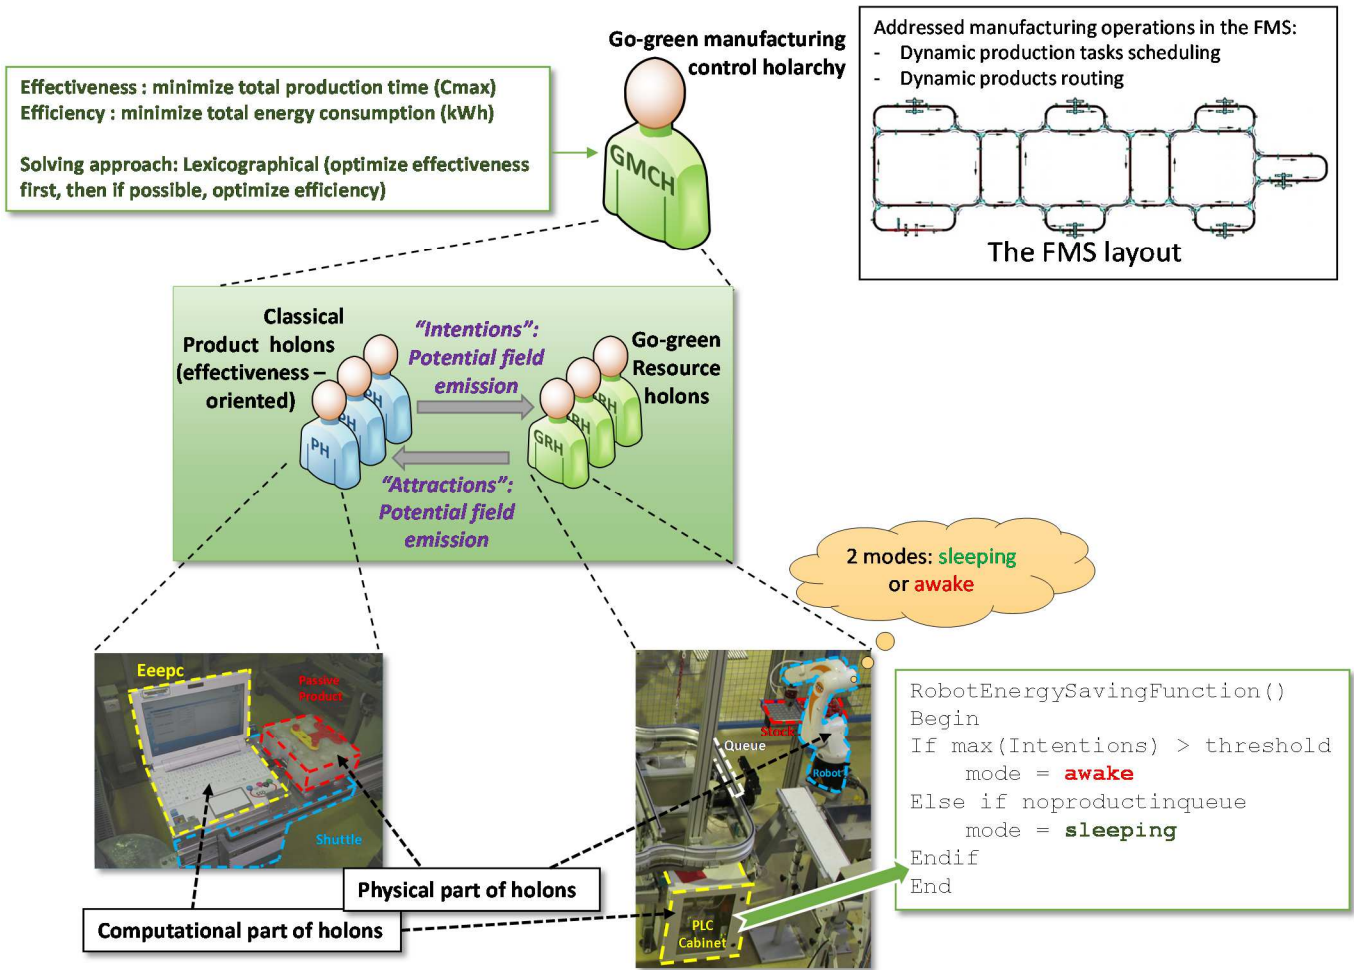 Go-green manufacturing
control holarchy
Addressed manufacturing operations in the FMS:
- Dynamic production tasks scheduling
- Dynamic products routing
The FMS layout
Effectiveness : minimize total production time (Cmax)
Efficiency : minimize total energy consumption (kWh)
Solving approach: Lexicographical (optimize effectiveness
first, then if possible, optimize efficiency)
GMCH
Classical
Product holons
(effectiveness –
oriented)
"Intentions":
Potential field
emission
Go-green
Resource
holons
PH
PH
PH
GRH
RH
RH
"Attractions":
Potential field
emission
2 modes: sleeping
or awake
Eeepc
Passive
Product
Shuttle
Stock
Queue
Robot
PLC
Cabinet
RobotEnergySavingFunction()
Begin
If max(Intentions) > threshold
mode = awake
Else if noproductinqueue
mode = sleeping
Endif
End
Physical part of holons
Computational part of holons